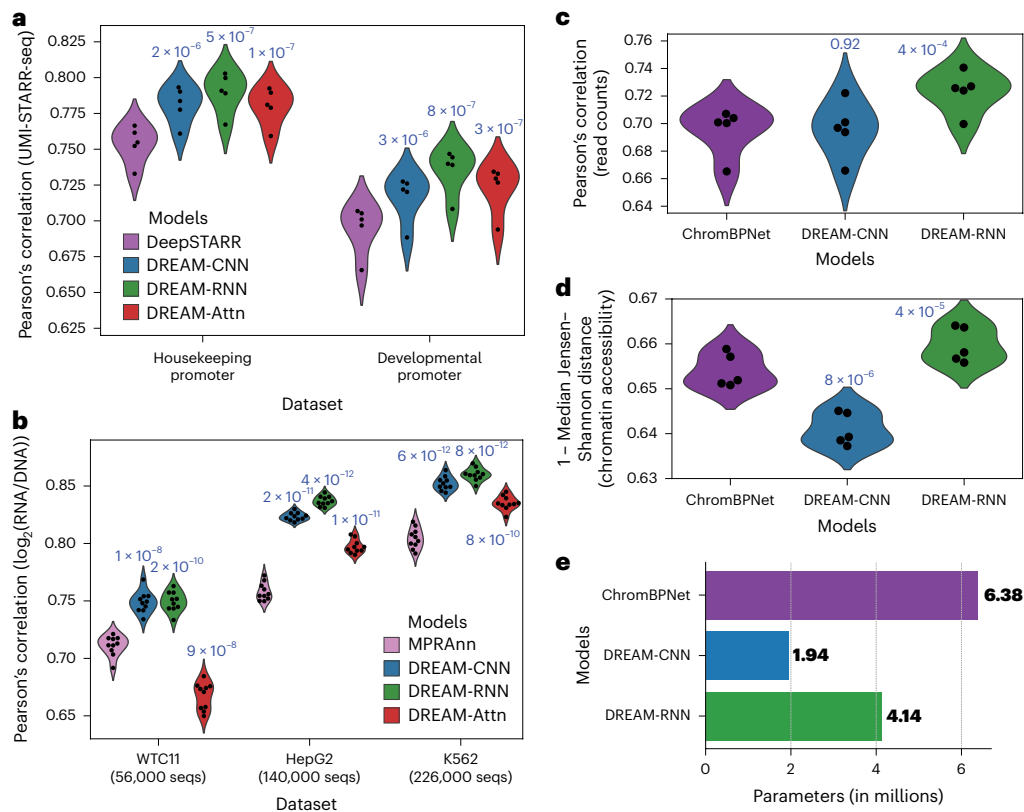 a
Pearson's correlation (UMI-STARR-seq)
0.825
0.800
0.775
0.750
0.725
0.700
0.675
0.650
0.625
2 × 10⁻⁶
5 × 10⁻⁷
1 × 10⁻⁷
3 × 10⁻⁶
8 × 10⁻⁷
3 × 10⁻⁷
Models
DeepSTARR
DREAM-CNN
DREAM-RNN
DREAM-Attn
Housekeeping
promoter
Developmental
promoter
Dataset
b
Pearson's correlation (log₂(RNA/DNA))
0.85
0.80
0.75
0.70
0.65
1 × 10⁻⁸
2 × 10⁻¹⁰
9 × 10⁻⁸
2 × 10⁻¹¹
4 × 10⁻¹²
1 × 10⁻¹¹
6 × 10⁻¹²
8 × 10⁻¹²
8 × 10⁻¹⁰
Models
MPRAnn
DREAM-CNN
DREAM-RNN
DREAM-Attn
WTC11
(56,000 seqs)
HepG2
(140,000 seqs)
K562
(226,000 seqs)
Dataset
c
Pearson's correlation
(read counts)
0.76
0.74
0.72
0.70
0.68
0.66
0.64
0.92
4 × 10⁻⁴
ChromBPNet
DREAM-CNN
DREAM-RNN
Models
d
1 – Median Jensen–
Shannon distance
(chromatin accessibility)
0.67
0.66
0.65
0.64
0.63
8 × 10⁻⁶
4 × 10⁻⁵
ChromBPNet
DREAM-CNN
DREAM-RNN
Models
e
Models
ChromBPNet
6.38
DREAM-CNN
1.94
DREAM-RNN
4.14
0
2
4
6
Parameters (in millions)